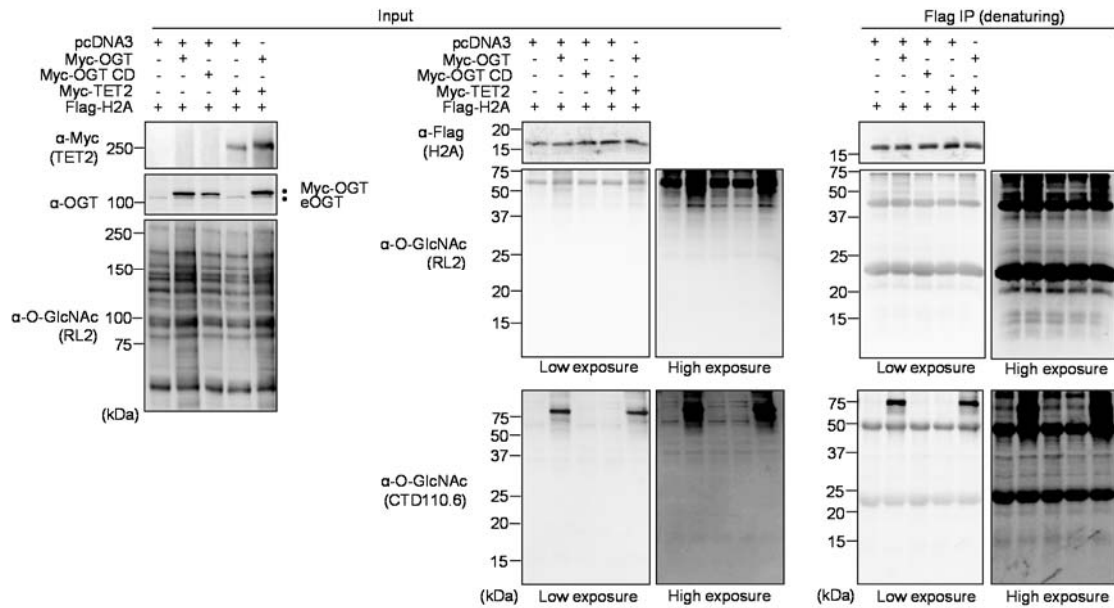 Input
Flag IP (denaturing)
pcDNA3 + + + + -
Myc-OGT - + - - +
Myc-OGT CD - - + - -
Myc-TET2 - - - + +
Flag-H2A + + + + +
α-Myc
(TET2)
250
α-OGT
100
Myc-OGT
eOGT
α-O-GlcNAc
(RL2)
250
150
100
75
(kDa)
pcDNA3 + + + + -
Myc-OGT - + - - +
Myc-OGT CD - - + - -
Myc-TET2 - - - + +
Flag-H2A + + + + +
α-Flag
(H2A)
20
15
α-O-GlcNAc
(RL2)
75
50
37
25
20
15
Low exposure
High exposure
α-O-GlcNAc
(CTD110.6)
75
50
37
25
20
15
(kDa)
Low exposure
High exposure
+ + + + -
- + - - +
- - + - -
- - - + +
+ + + + +
15
75
50
37
25
20
15
Low exposure
High exposure
75
50
37
25
20
15
(kDa)
Low exposure
High exposure